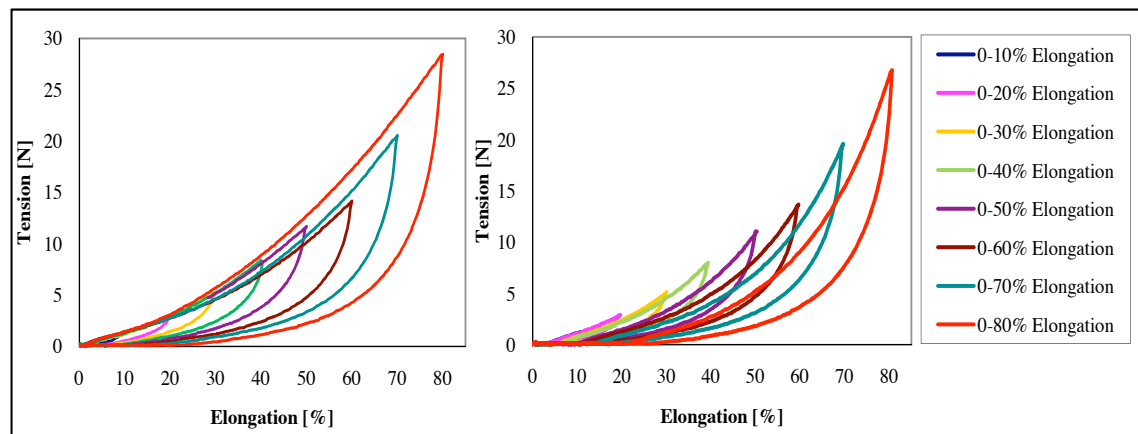 30
25
20
15
10
5
0
Tension [N]
0 10 20 30 40 50 60 70 80
Elongation [%]
30
25
20
15
10
5
0
Tension [N]
0 10 20 30 40 50 60 70 80
Elongation [%]
0-10% Elongation
0-20% Elongation
0-30% Elongation
0-40% Elongation
0-50% Elongation
0-60% Elongation
0-70% Elongation
0-80% Elongation